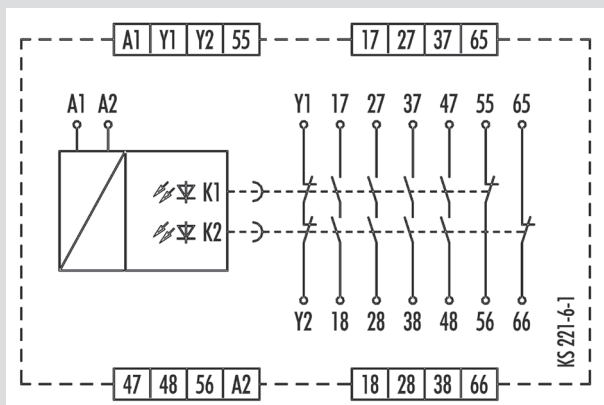 A1 Y1 Y2 55 17 27 37 65
A1 A2 Y1 17 27 37 47 55 65
K1
K2
Y2 18 28 38 48 56 66
KS 221-6-1
47 48 56 A2 18 28 38 66